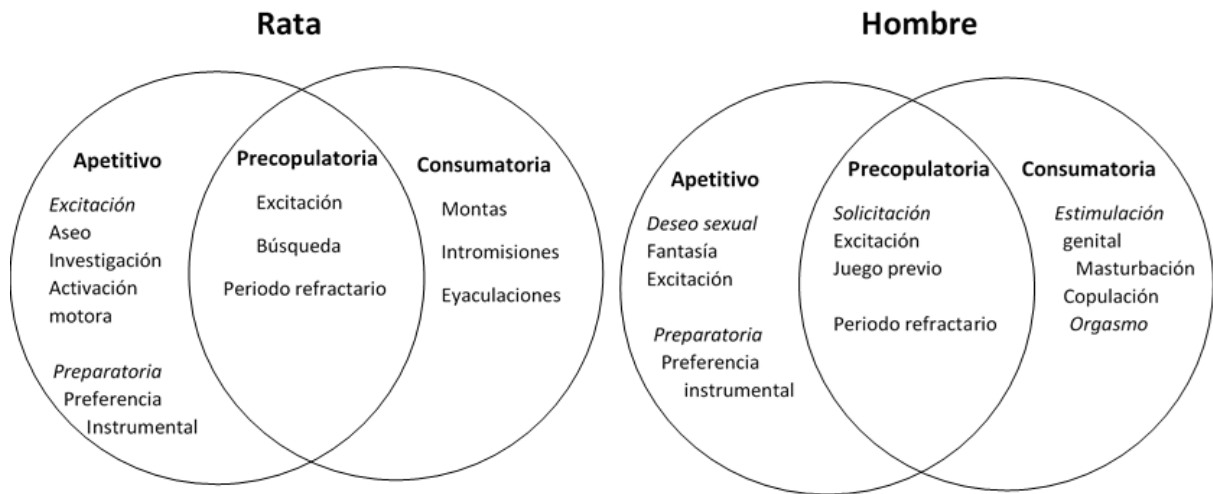 Rata
Apetitivo
Excitación
Aseo
Investigación
Activación
motora
Preparatoria
Preferencia
Instrumental
Precopulatoria
Excitación
Búsqueda
Periodo refractario
Consumatoria
Montas
Intromisiones
Eyaculaciones
Hombre
Apetitivo
Deseo sexual
Fantasía
Excitación
Preparatoria
Preferencia
instrumental
Precopulatoria
Solicitación
Excitación
Juego previo
Periodo refractario
Consumatoria
Estimulación
genital
Masturbación
Copulación
Orgasmo